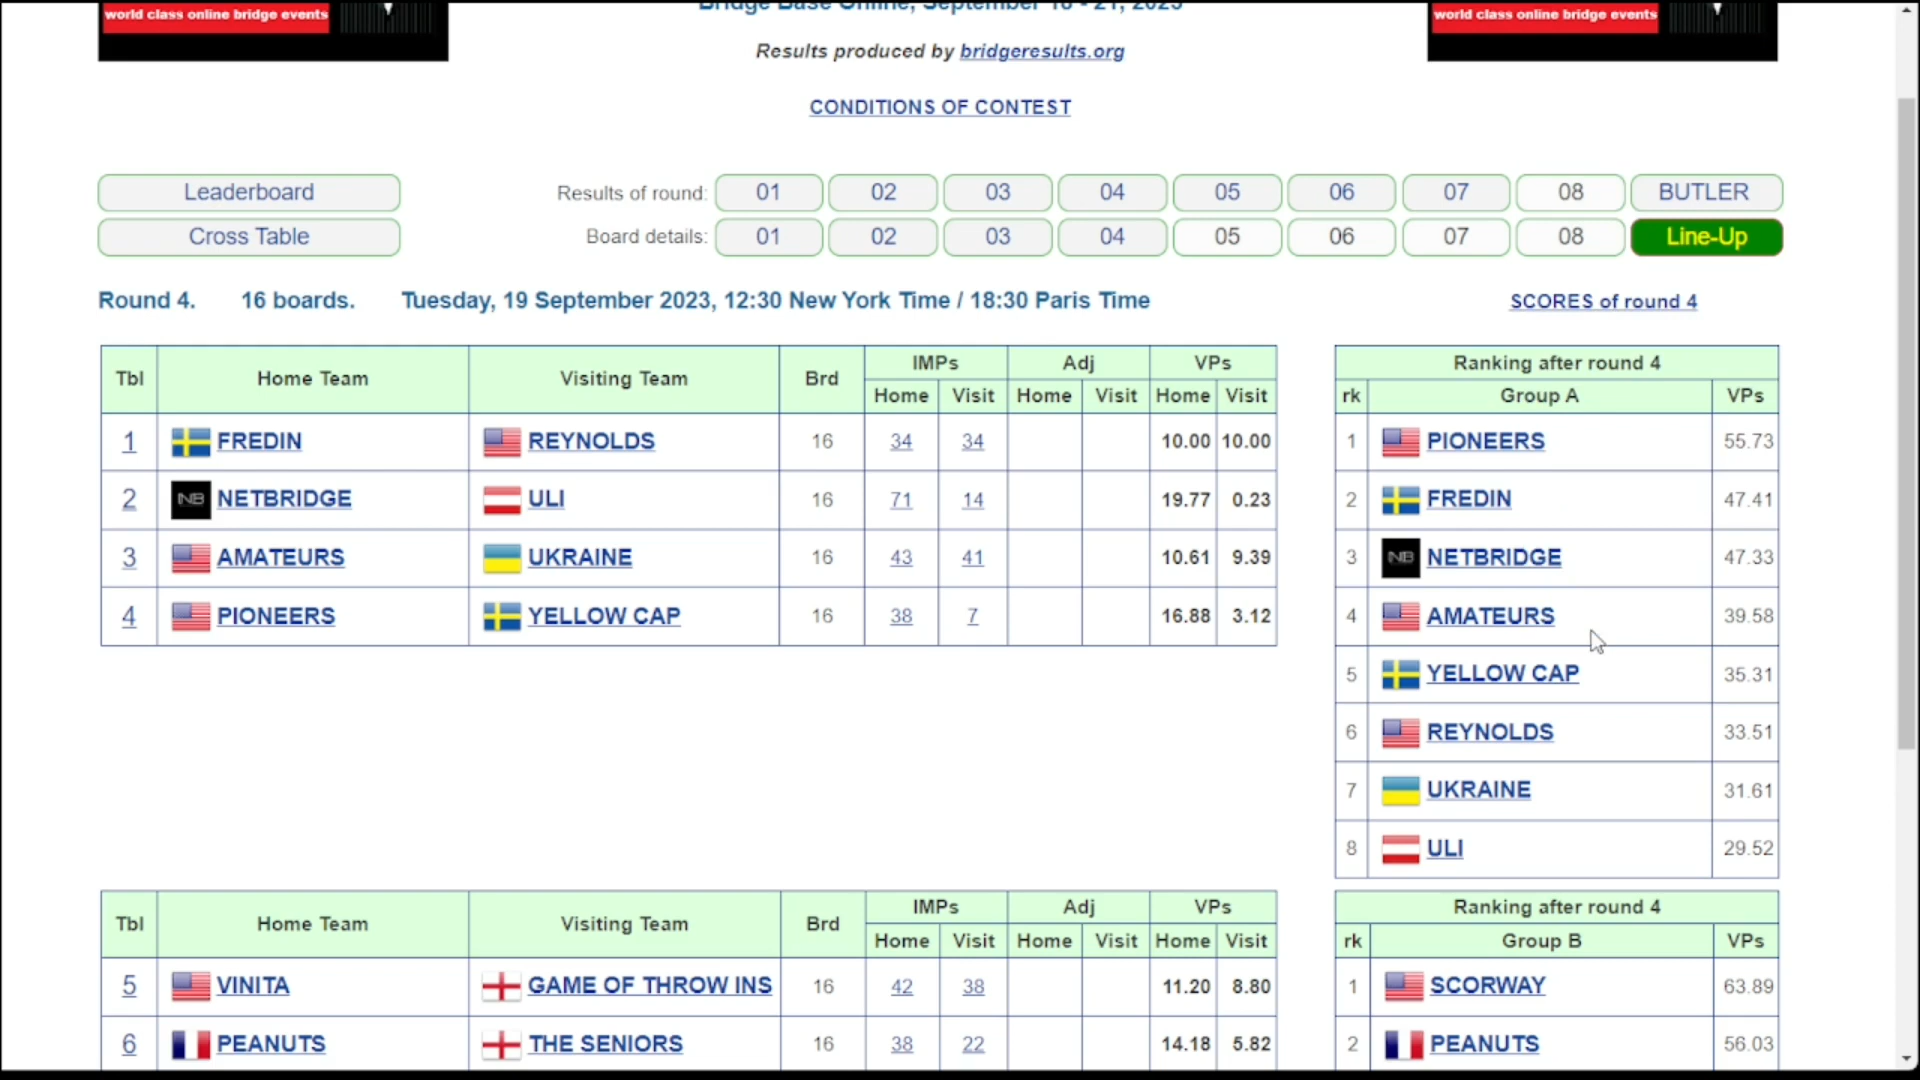 world class online bridge events
Bridge Base Online, September 18 - 21, 2023
world class online bridge events
Results produced by bridgeresults.org
CONDITIONS OF CONTEST
Leaderboard Results of round: 01 02 03 04 05 06 07 08 BUTLER
Cross Table Board details: 01 02 03 04 05 06 07 08 Line-Up
Round 4. 16 boards. Tuesday, 19 September 2023, 12:30 New York Time / 18:30 Paris Time SCORES of round 4
Tbl Home Team Visiting Team Brd IMPs Adj VPs
Home Visit Home Visit Home Visit
1 FREDIN REYNOLDS 16 34 34 10.00 10.00
2 NB NETBRIDGE ULI 16 71 14 19.77 0.23
3 AMATEURS UKRAINE 16 43 41 10.61 9.39
4 PIONEERS YELLOW CAP 16 38 7 16.88 3.12
Ranking after round 4
rk Group A VPs
1 PIONEERS 55.73
2 FREDIN 47.41
3 NB NETBRIDGE 47.33
4 AMATEURS 39.58
5 YELLOW CAP 35.31
6 REYNOLDS 33.51
7 UKRAINE 31.61
8 ULI 29.52
Tbl Home Team Visiting Team Brd IMPs Adj VPs
Home Visit Home Visit Home Visit
5 VINITA GAME OF THROW INS 16 42 38 11.20 8.80
6 PEANUTS THE SENIORS 16 38 22 14.18 5.82
Ranking after round 4
rk Group B VPs
1 SCORWAY 63.89
2 PEANUTS 56.03